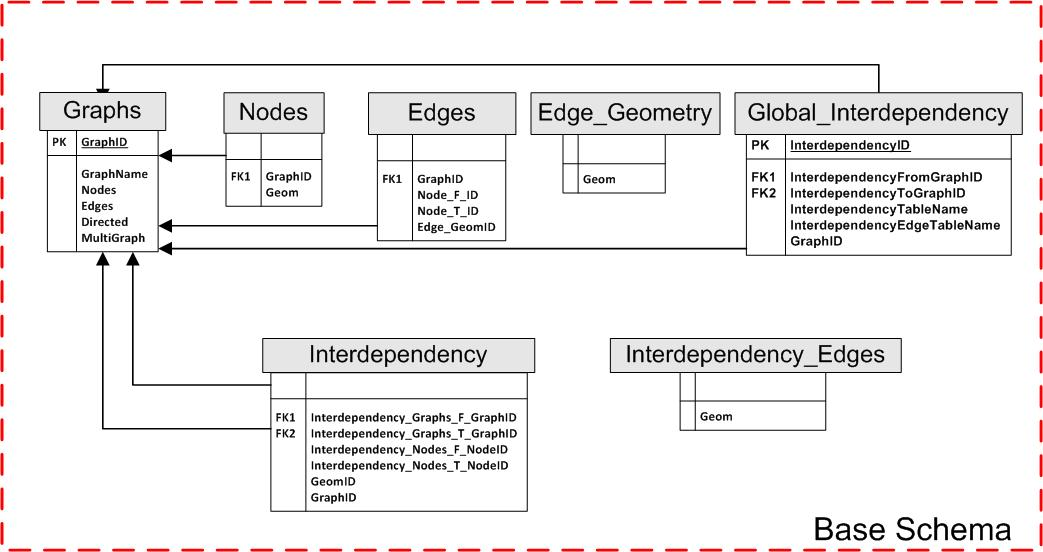 Graphs
PK GraphID
GraphName
Nodes
Edges
Directed
MultiGraph
Nodes
FK1 GraphID
Geom
Edges
FK1 GraphID
Node_F_ID
Node_T_ID
Edge_GeomID
Edge_Geometry
Geom
Global_Interdependency
PK InterdependencyID
FK1 InterdependencyFromGraphID
FK2 InterdependencyToGraphID
InterdependencyTableName
InterdependencyEdgeTableName
GraphID
Interdependency
FK1 Interdependency_Graphs_F_GraphID
FK2 Interdependency_Graphs_T_GraphID
Interdependency_Nodes_F_NodeID
Interdependency_Nodes_T_NodeID
GeomID
GraphID
Interdependency_Edges
Geom
Base Schema